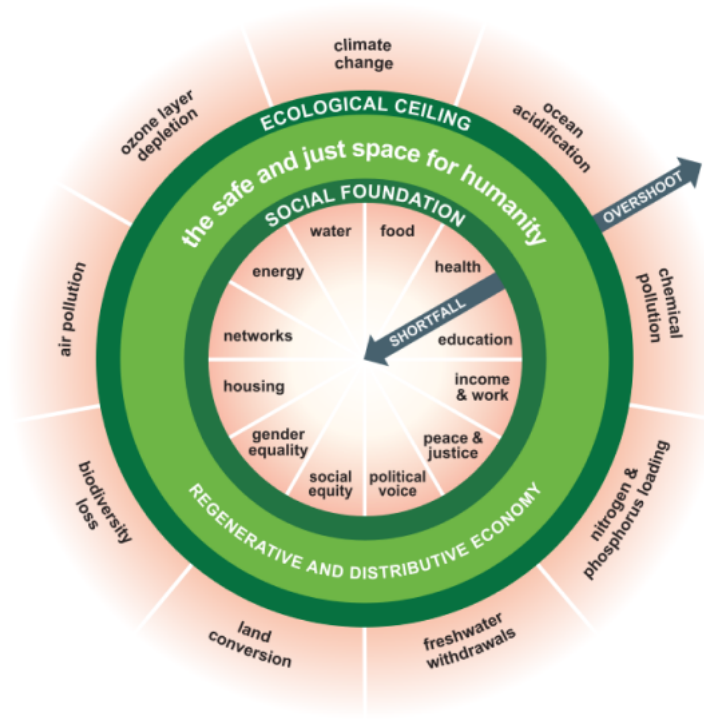 climate
change
ocean
acidification
chemical
pollution
nitrogen &
phosphorus loading
freshwater
withdrawals
land
conversion
biodiversity
loss
air pollution
ozone layer
depletion
OVERSHOOT
ECOLOGICAL CEILING
the safe and just space for humanity
SOCIAL FOUNDATION
water
food
health
SHORTFALL
education
income
& work
peace &
justice
political
voice
social
equity
gender
equality
housing
networks
energy
REGENERATIVE AND DISTRIBUTIVE ECONOMY